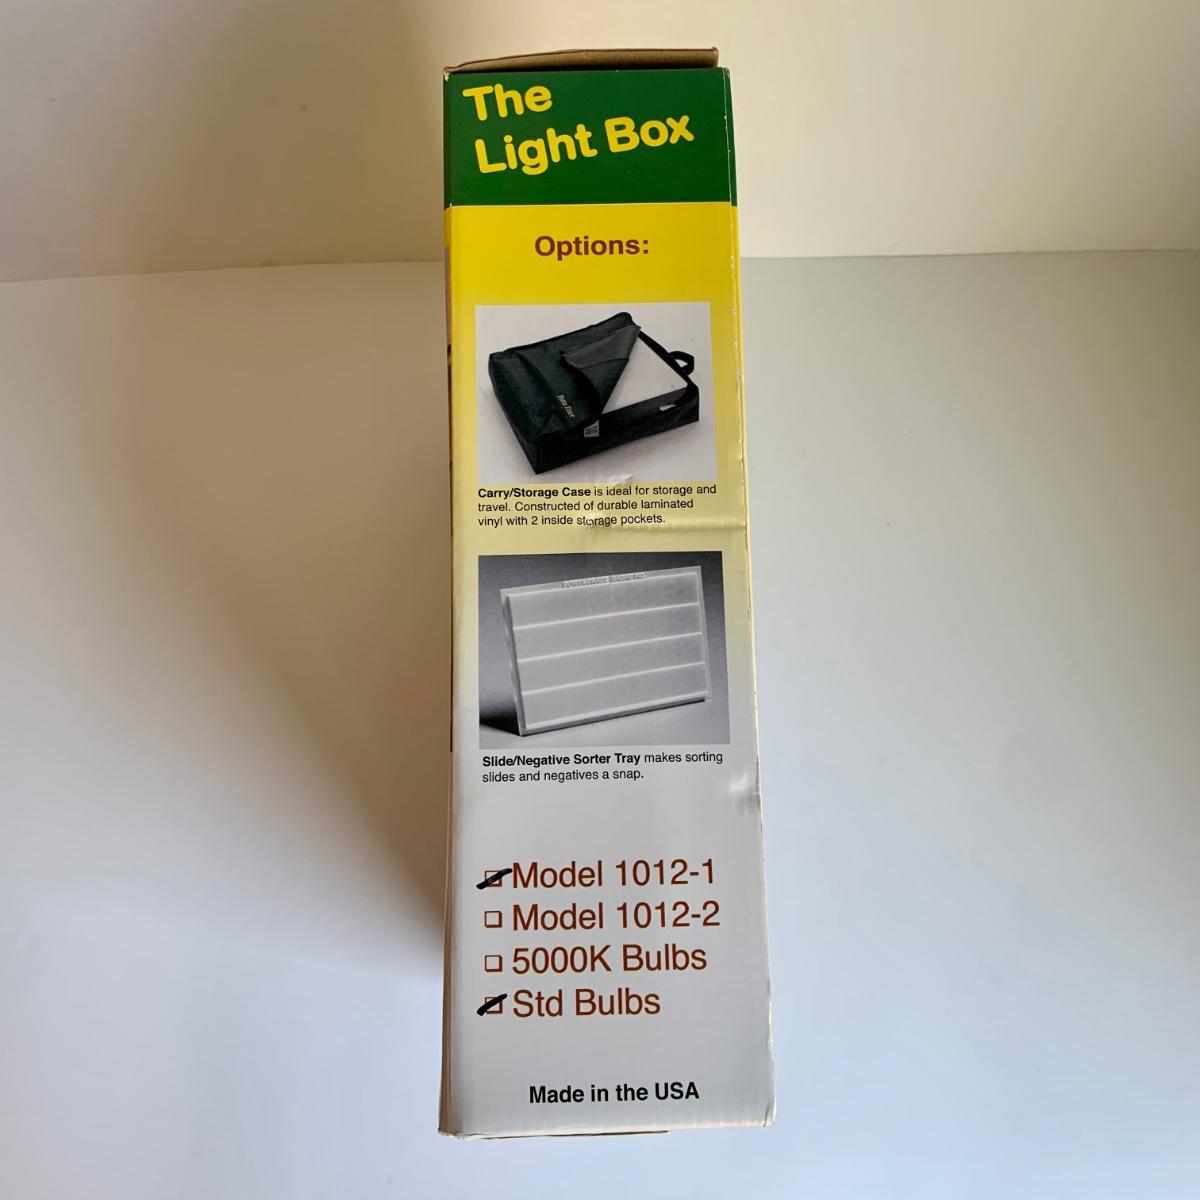 The
Light Box
Options:
Carry/Storage Case is ideal for storage and
travel. Constructed of durable laminated
vinyl with 2 inside storage pockets.
Slide/Negative Sorter Tray makes sorting
slides and negatives a snap.
Model 1012-1
Model 1012-2
5000K Bulbs
Std Bulbs
Made in the USA